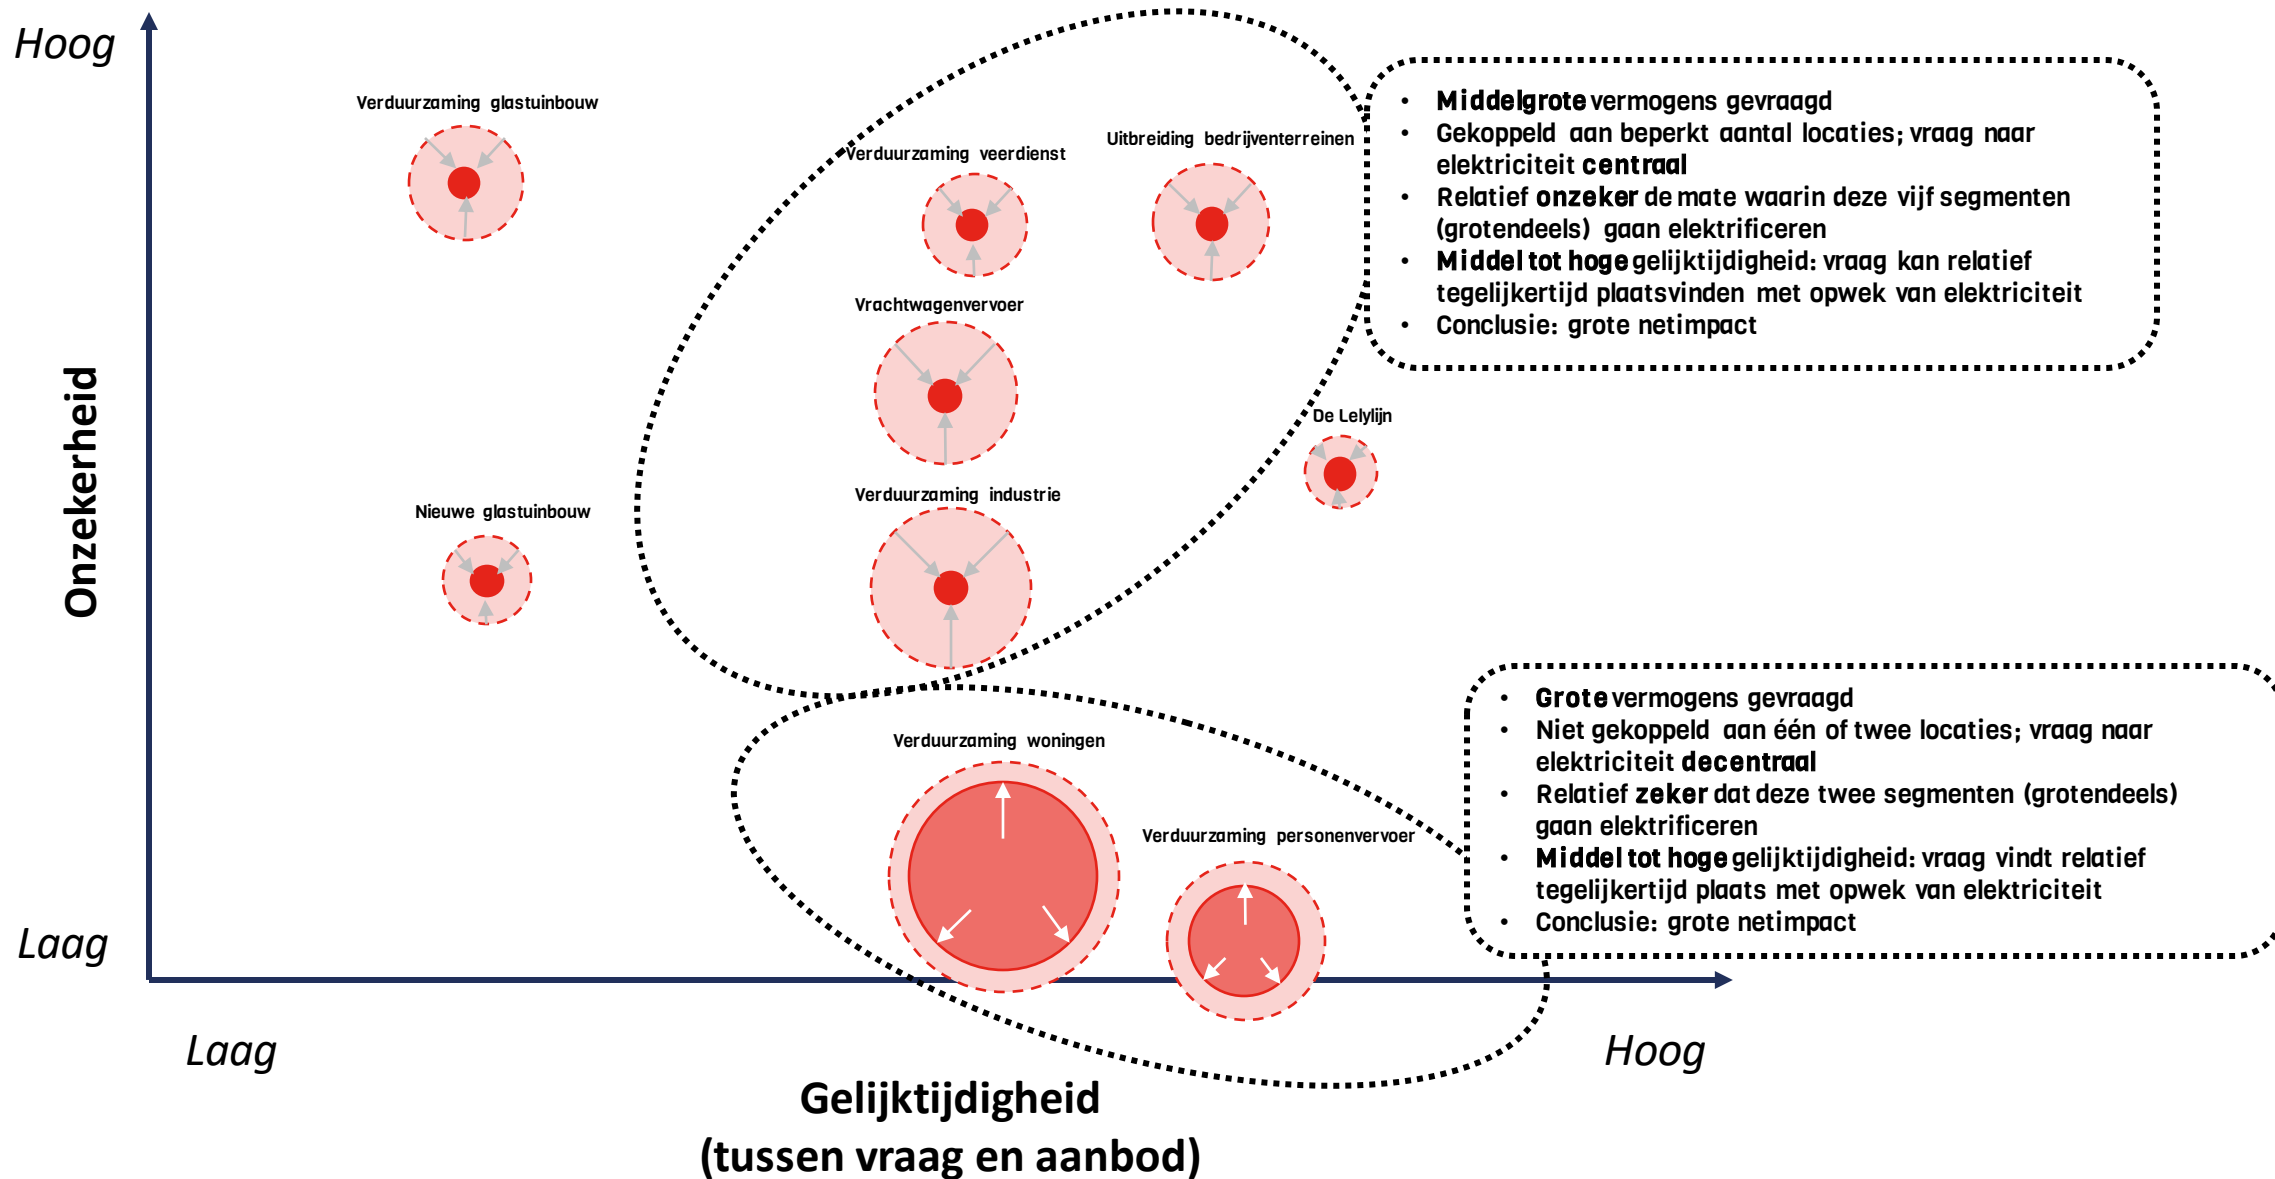 Hoog
Verduurzaming glastuinbouw
Verduurzaming veerdienst
Uitbreiding bedrijventerreinen
• Middelgrote vermogens gevraagd
• Gekoppeld aan beperkt aantal locaties; vraag naar
elektriciteit centraal
• Relatief onzeker de mate waarin deze vijf segmenten
(grotendeels) gaan elektrificeren
• Middel tot hoge gelijktijdigheid: vraag kan relatief
tegelijkertijd plaatsvinden met opwek van elektriciteit
• Conclusie: grote netimpact
Vrachtwagenvervoer
De Lelylijn
Verduurzaming industrie
Nieuwe glastuinbouw
Onzekerheid
Verduurzaming woningen
Verduurzaming personenvervoer
• Grote vermogens gevraagd
• Niet gekoppeld aan één of twee locaties; vraag naar
elektriciteit decentraal
• Relatief zeker dat deze twee segmenten (grotendeels)
gaan elektrificeren
• Middel tot hoge gelijktijdigheid: vraag vindt relatief
tegelijkertijd plaats met opwek van elektriciteit
• Conclusie: grote netimpact
Laag
Laag
Hoog
Gelijktijdigheid
(tussen vraag en aanbod)